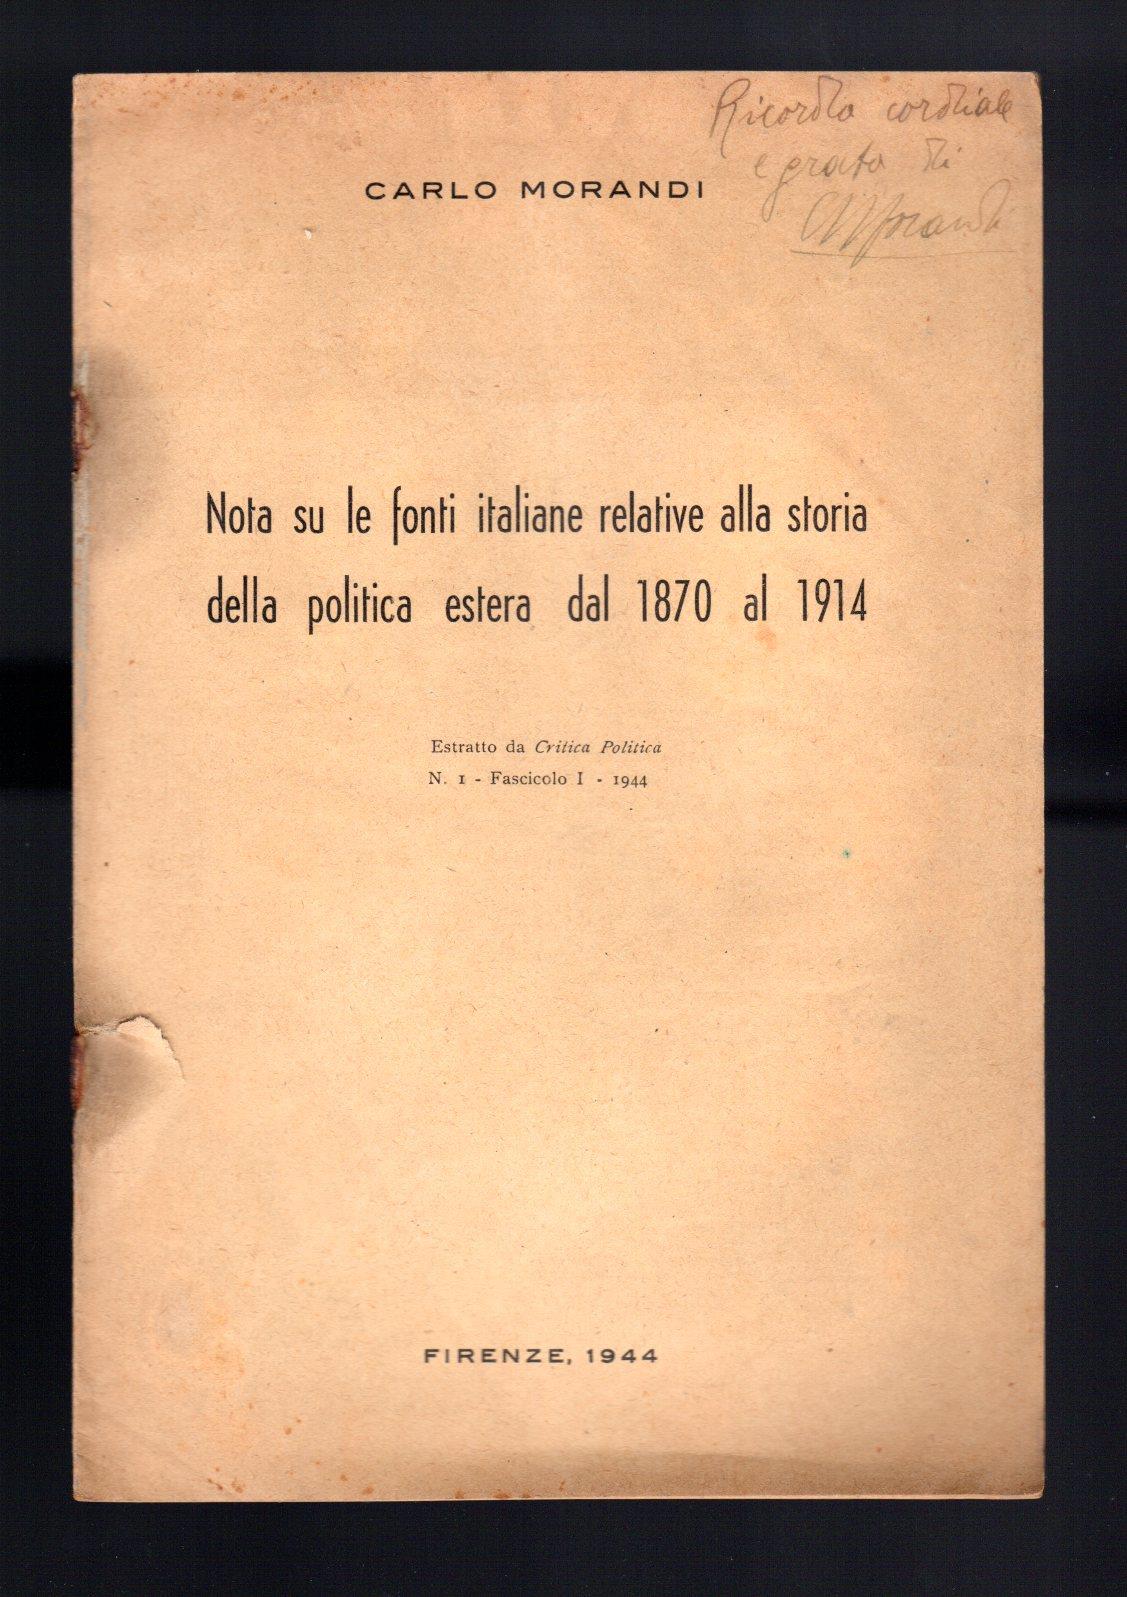 Ricordo cordiale
e grato di
CMorandi
CARLO MORANDI
Nota su le fonti italiane relative alla storia
della politica estera dal 1870 al 1914
Estratto da Critica Politica
N. 1 - Fascicolo I - 1944
FIRENZE, 1944